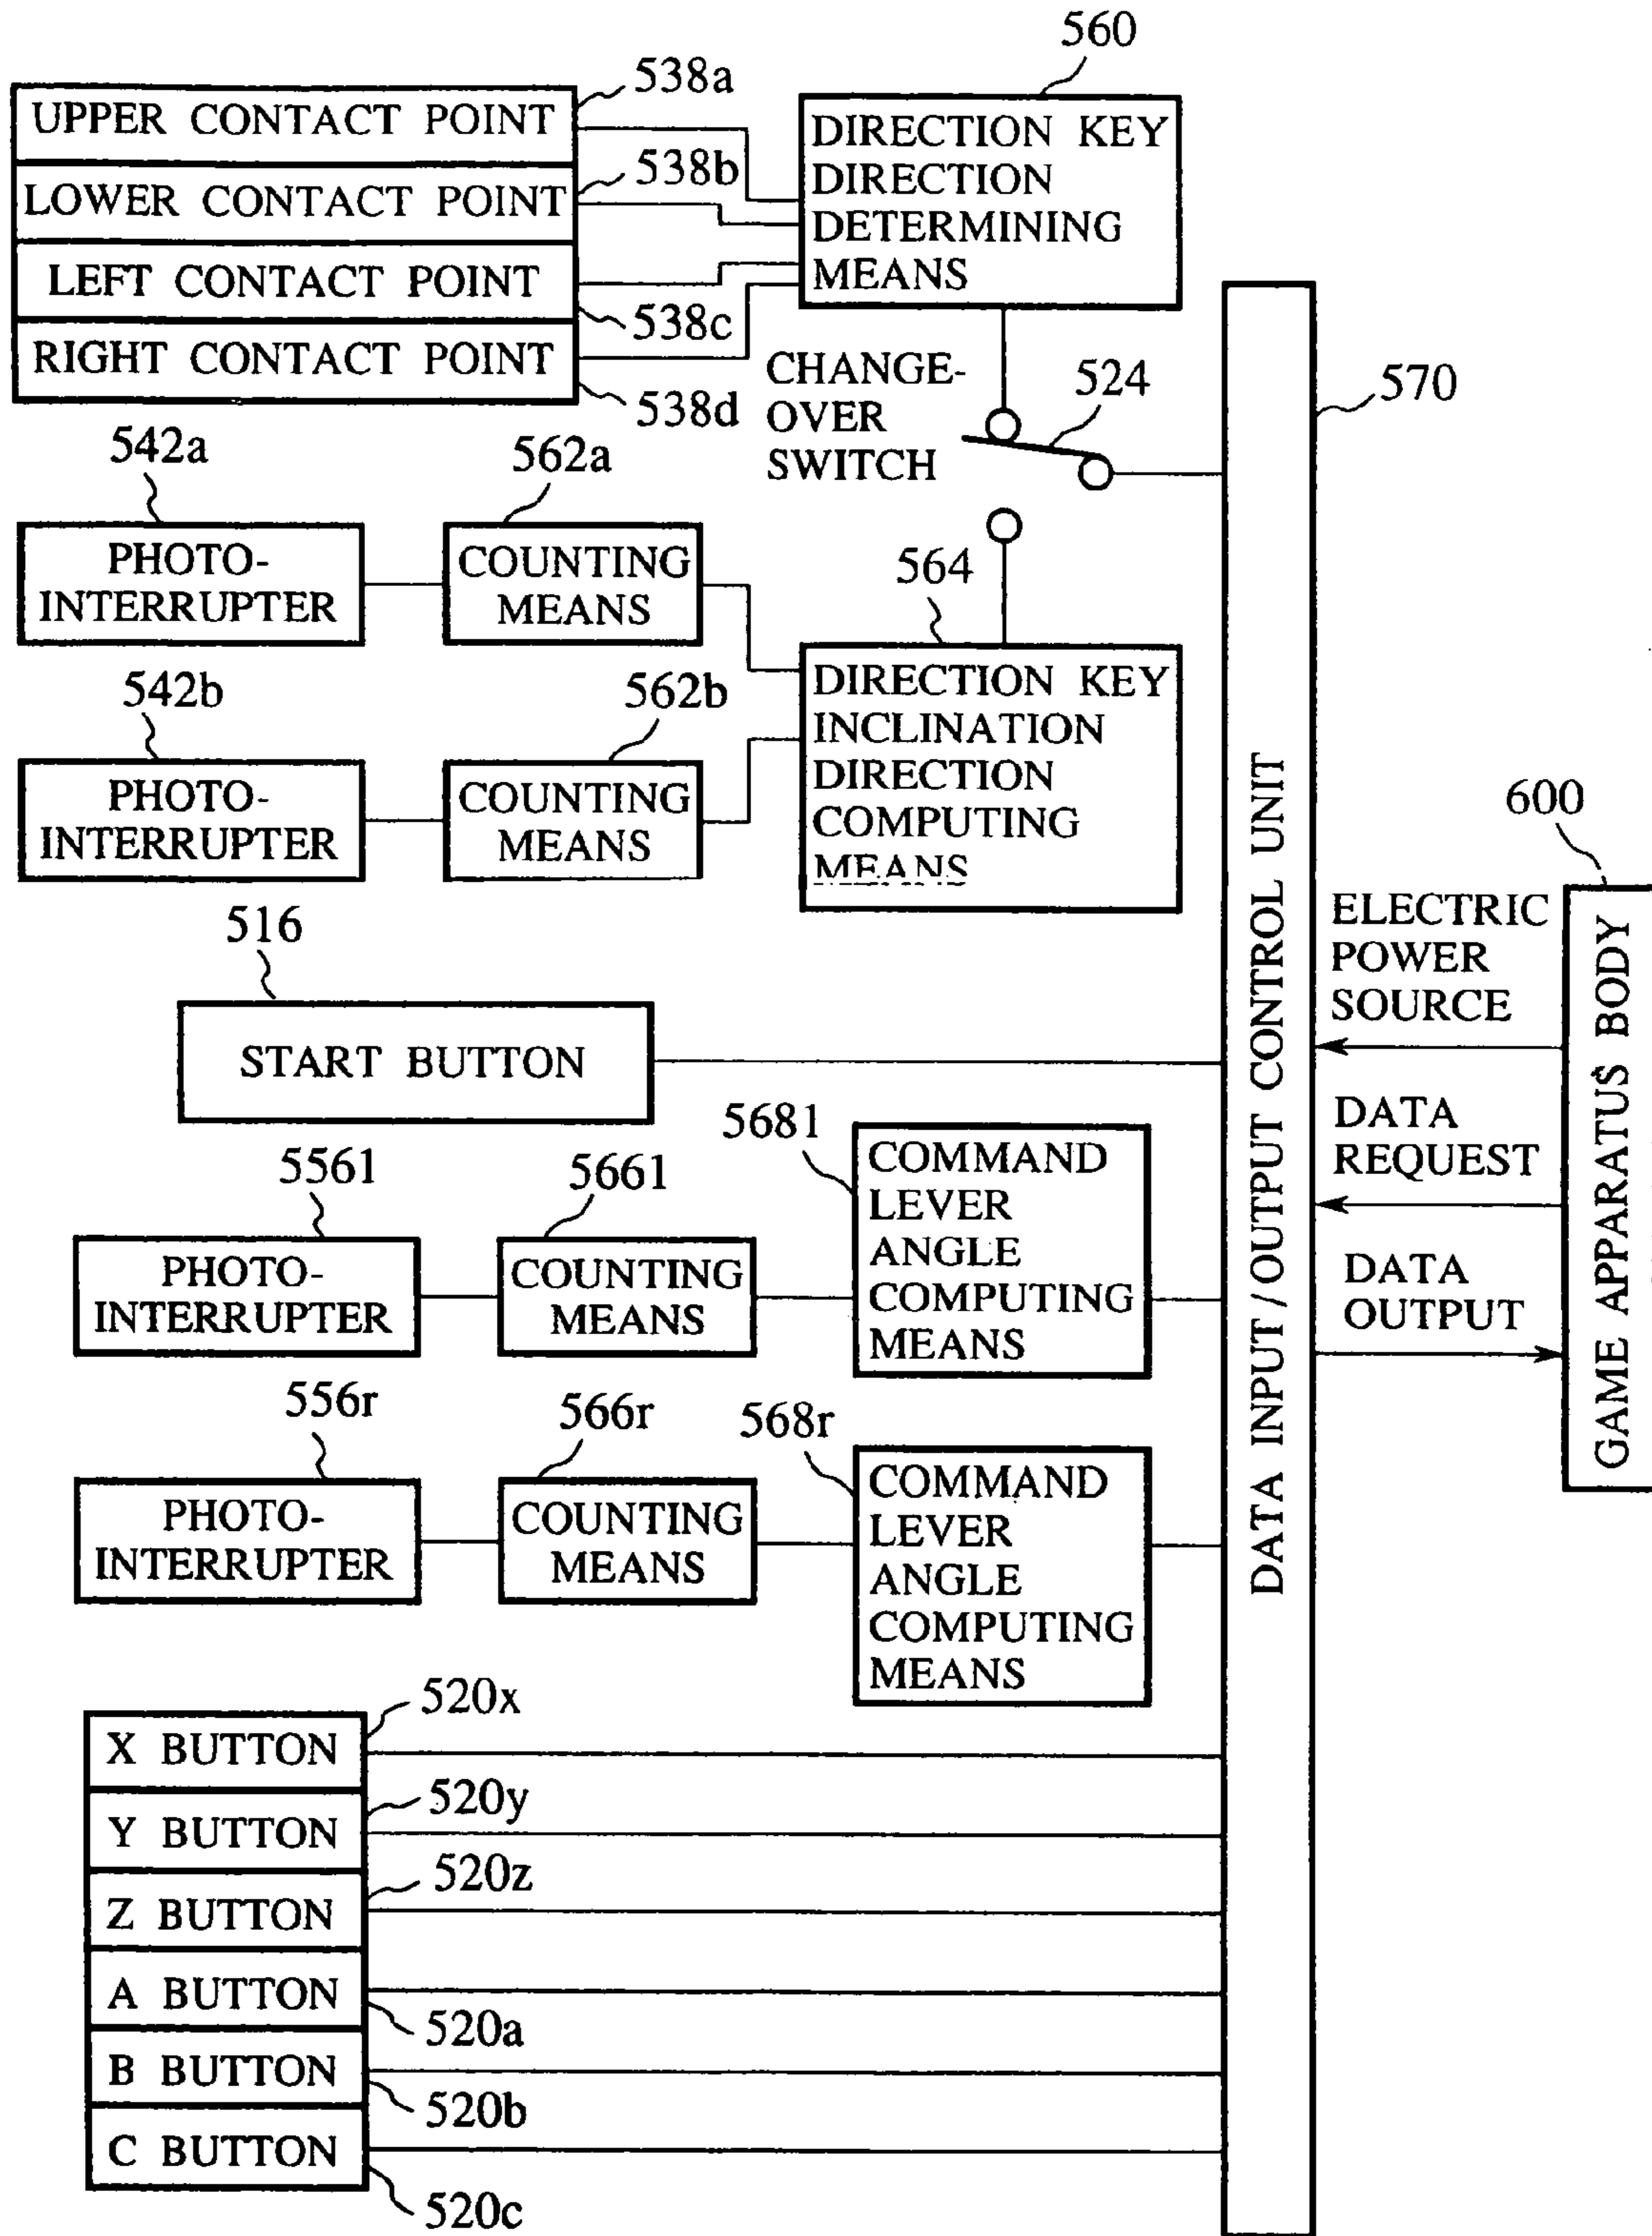 560
538a
UPPER CONTACT POINT
538b
LOWER CONTACT POINT
LEFT CONTACT POINT
538c
RIGHT CONTACT POINT
538d
DIRECTION KEY
DIRECTION
DETERMINING
MEANS
CHANGE-
OVER
SWITCH
524
570
542a
562a
PHOTO-
INTERRUPTER
COUNTING
MEANS
564
542b
562b
PHOTO-
INTERRUPTER
COUNTING
MEANS
DIRECTION KEY
INCLINATION
DIRECTION
COMPUTING
MEANS
516
START BUTTON
DATA INPUT / OUTPUT CONTROL UNIT
600
ELECTRIC
POWER
SOURCE
DATA
REQUEST
DATA
OUTPUT
GAME APPARATUS BODY
5561
5661
5681
PHOTO-
INTERRUPTER
COUNTING
MEANS
COMMAND
LEVER
ANGLE
COMPUTING
MEANS
556r
566r
568r
PHOTO-
INTERRUPTER
COUNTING
MEANS
COMMAND
LEVER
ANGLE
COMPUTING
MEANS
520x
X BUTTON
520y
Y BUTTON
520z
Z BUTTON
A BUTTON
520a
B BUTTON
520b
C BUTTON
520c